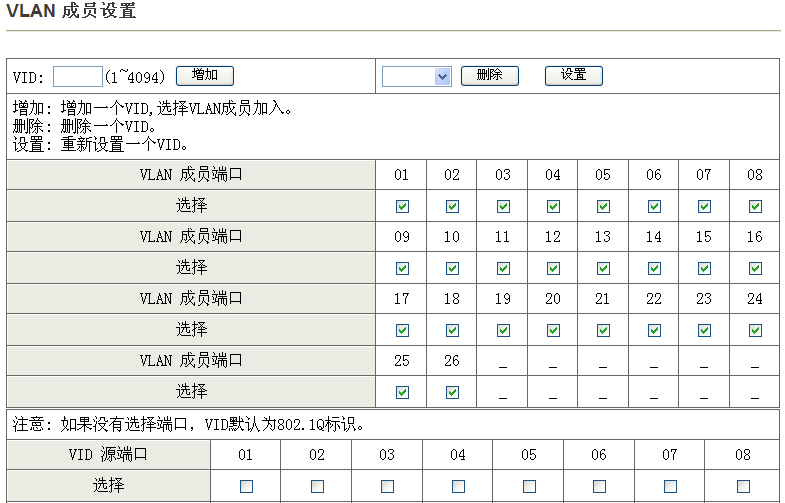 VLAN 成员设置
VID: (1~4094) 增加 删除 设置
增加: 增加一个VID,选择VLAN成员加入。
删除: 删除一个VID。
设置: 重新设置一个VID。
VLAN 成员端口 01 02 03 04 05 06 07 08
选择
VLAN 成员端口 09 10 11 12 13 14 15 16
选择
VLAN 成员端口 17 18 19 20 21 22 23 24
选择
VLAN 成员端口 25 26 _ _ _ _ _ _
选择 _ _ _ _ _ _
注意: 如果没有选择端口, VID默认为802.1Q标识。
VID 源端口 01 02 03 04 05 06 07 08
选择